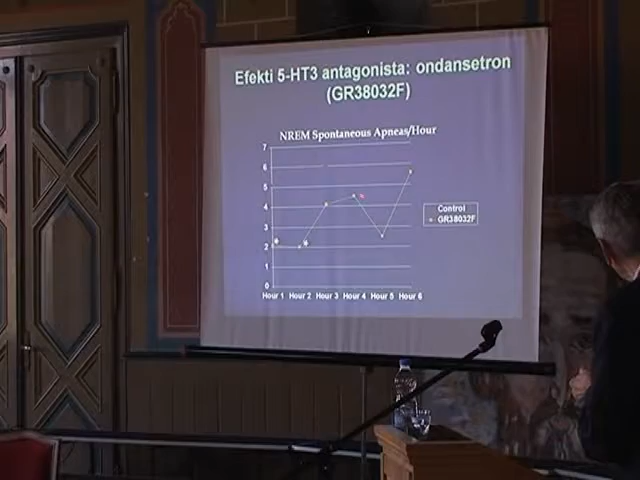 Efekti 5-HT3 antagonista: ondansetron
(GR38032F)
NREM Spontaneous Apneas/Hour
7
6
5
4
3
2
1
0
Hour 1 Hour 2 Hour 3 Hour 4 Hour 5 Hour 6
Control
GR38032F